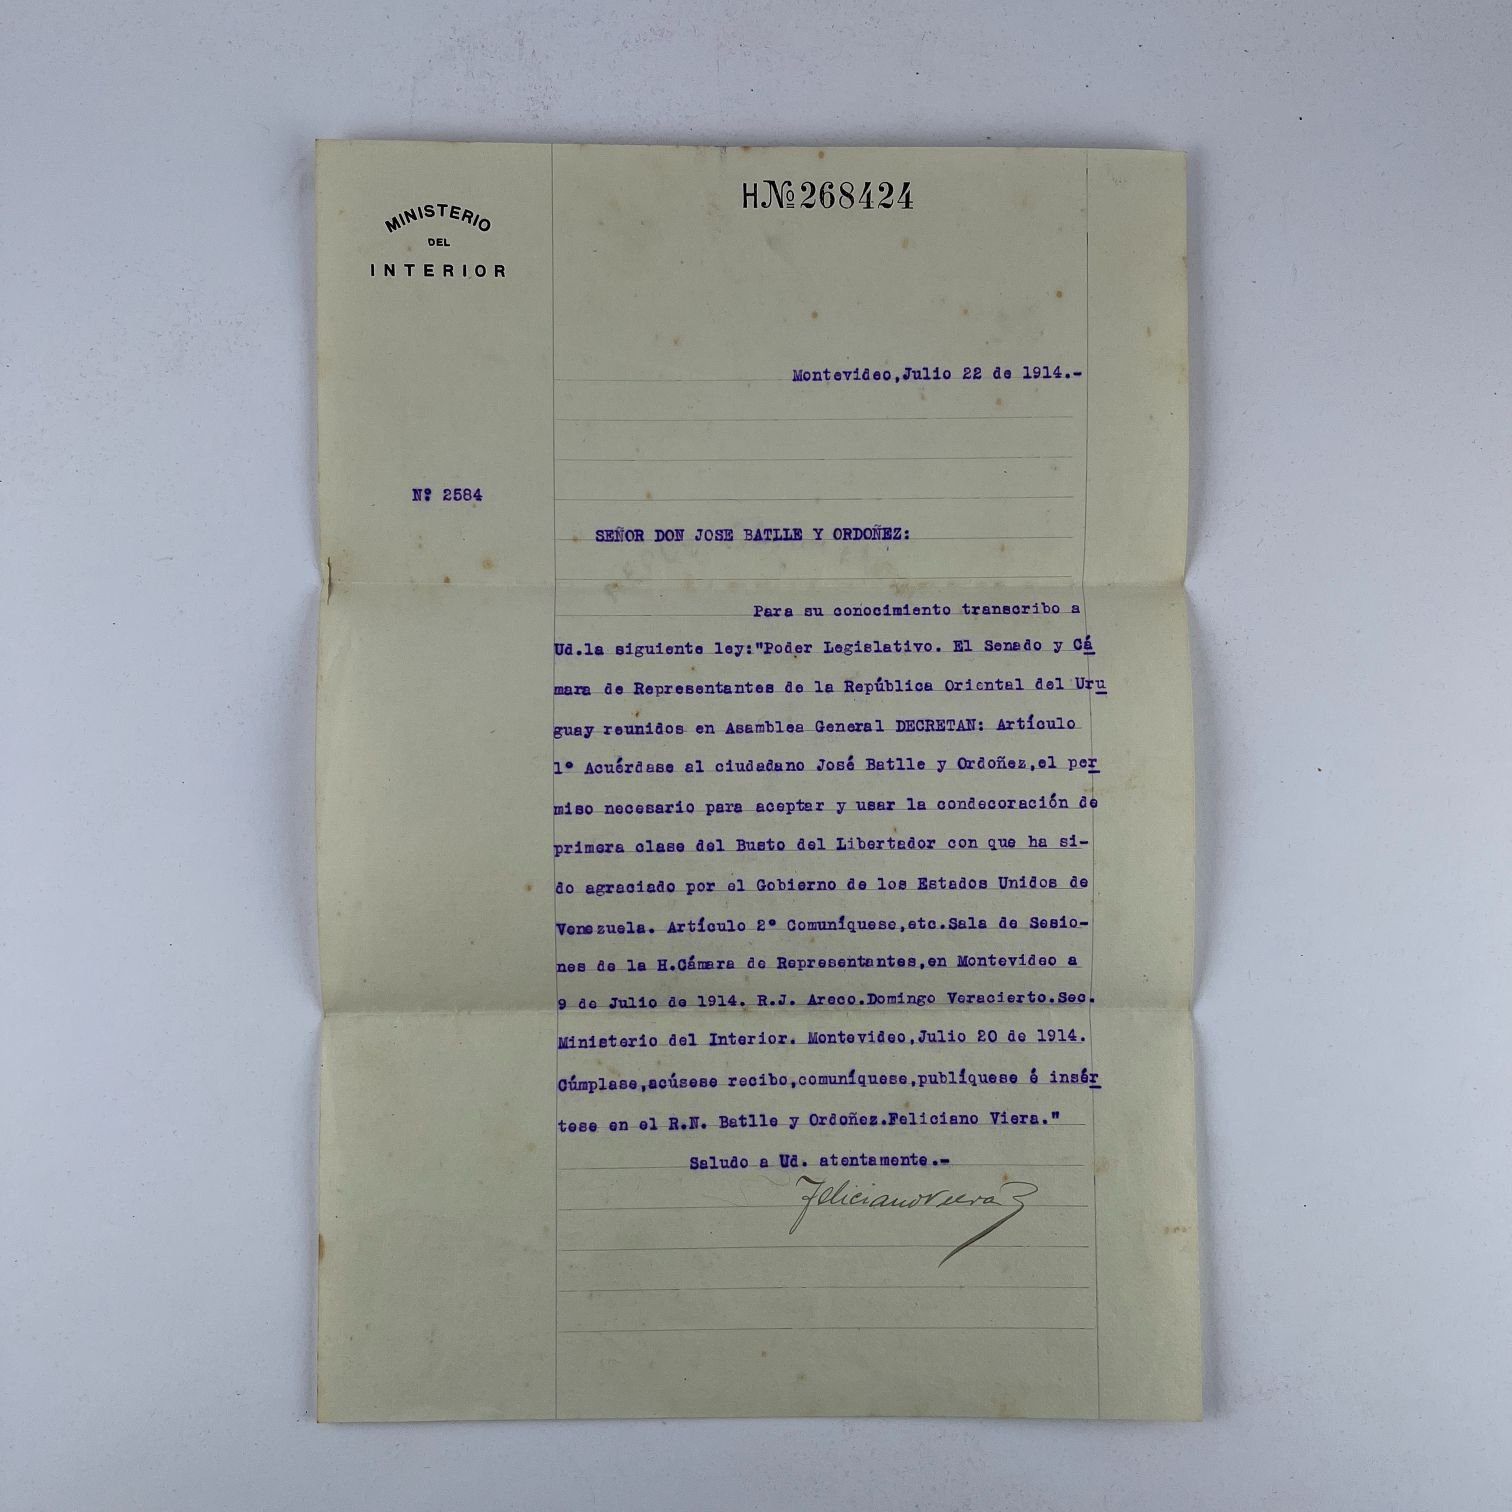 MINISTERIO
DEL
INTERIOR
H№268424
Montevideo,Julio 22 de 1914.-
Nº 2584
SEÑOR DON JOSE BATLLE Y ORDOÑEZ:
Para su conocimiento transcribo a
Ud.la siguiente ley:"Poder Legislativo. El Senado y Cá
mara de Representantes de la República Oriental del Uru
guay reunidos en Asamblea General DECRETAN: Artículo
1º Acuérdase al ciudadano José Batlle y Ordoñez,el per
miso necesario para aceptar y usar la condecoración de
primera clase del Busto del Libertador con que ha si-
do agraciado por el Gobierno de los Estados Unidos de
Venezuela. Artículo 2º Comuníquese,etc.Sala de Sesio-
nes de la H.Cámara de Representantes,en Montevideo a
9 de Julio de 1914. R.J. Areco.Domingo Veracierto.Sec.
Ministerio del Interior. Montevideo,Julio 20 de 1914.
Cúmplase,acúsese recibo,comuníquese,publíquese é insér
tese en el R.N. Batlle y Ordoñez.Feliciano Viera."
Saludo a Ud. atentamente.-
Feliciano Viera